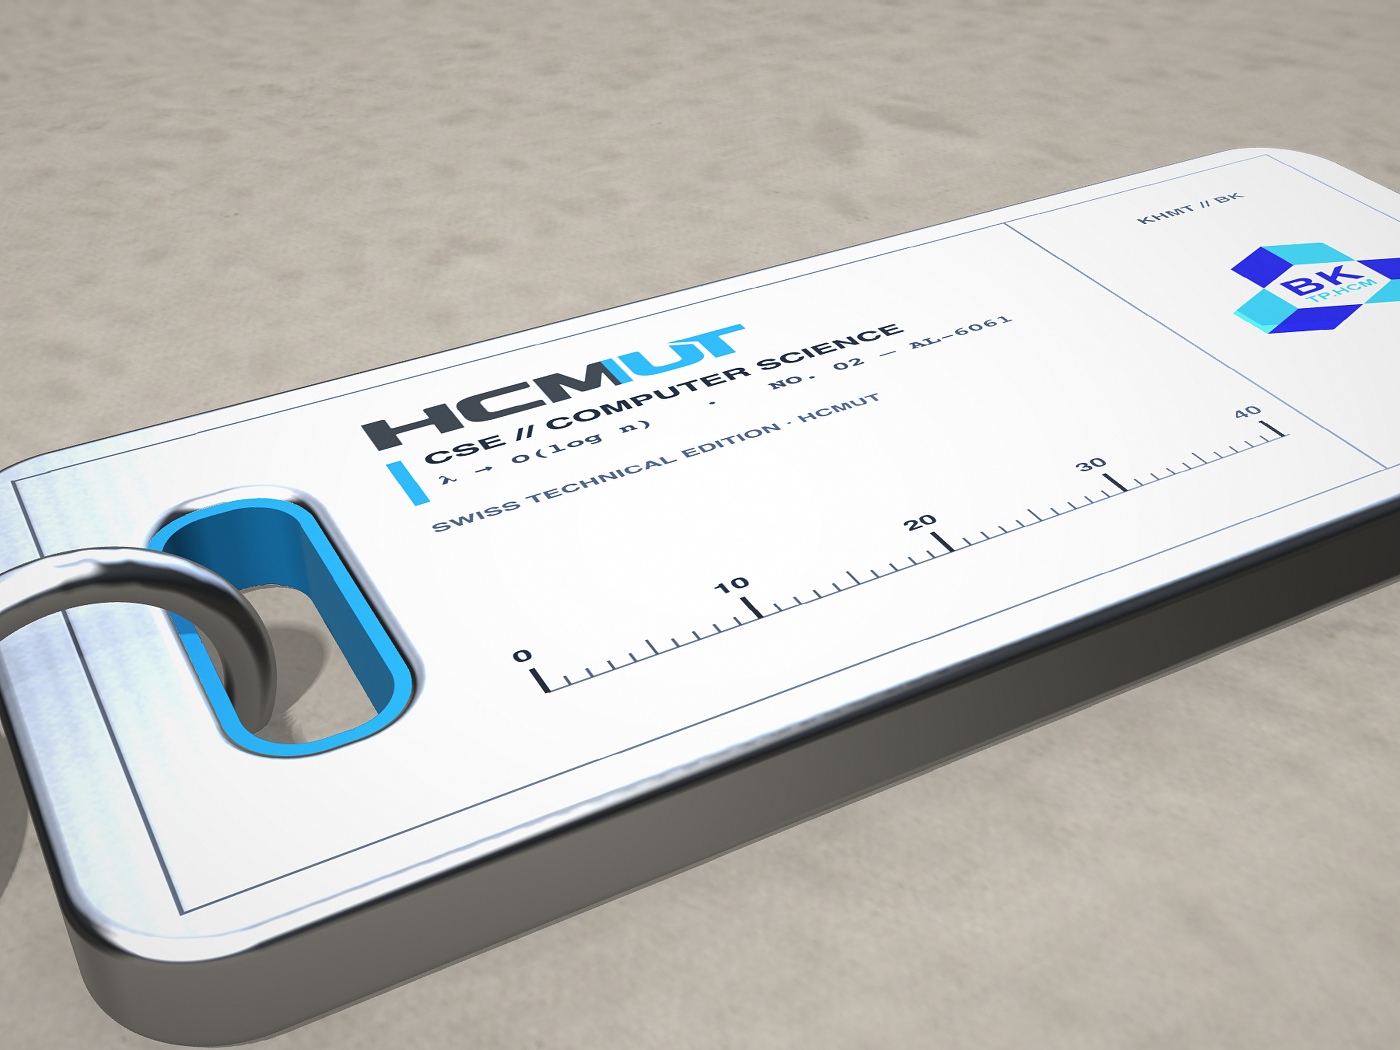 HCMUT
CSE // COMPUTER SCIENCE
λ → O(log n) · NO. 02 — AL-6061
SWISS TECHNICAL EDITION · HCMUT
0 10 20 30 40
KHMT // BK
BK
TP.HCM